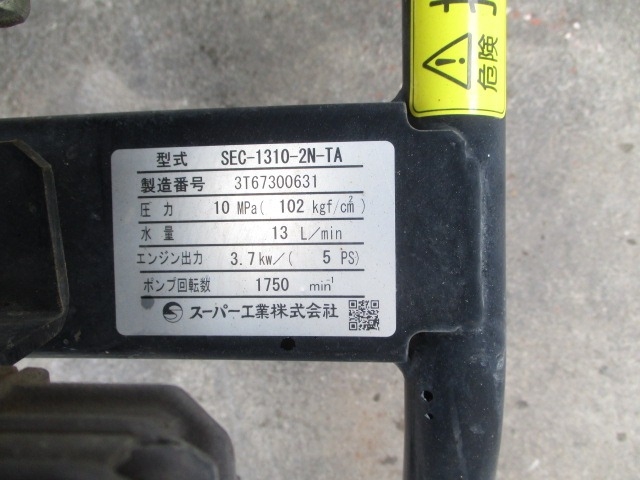 危険
型式 SEC-1310-2N-TA
製造番号 3T67300631
圧力 10 MPa( 102 kgf/cm²)
水量 13 L/min
エンジン出力 3.7kw/( 5 PS)
ポンプ回転数 1750 min⁻¹
スーパー工業株式会社